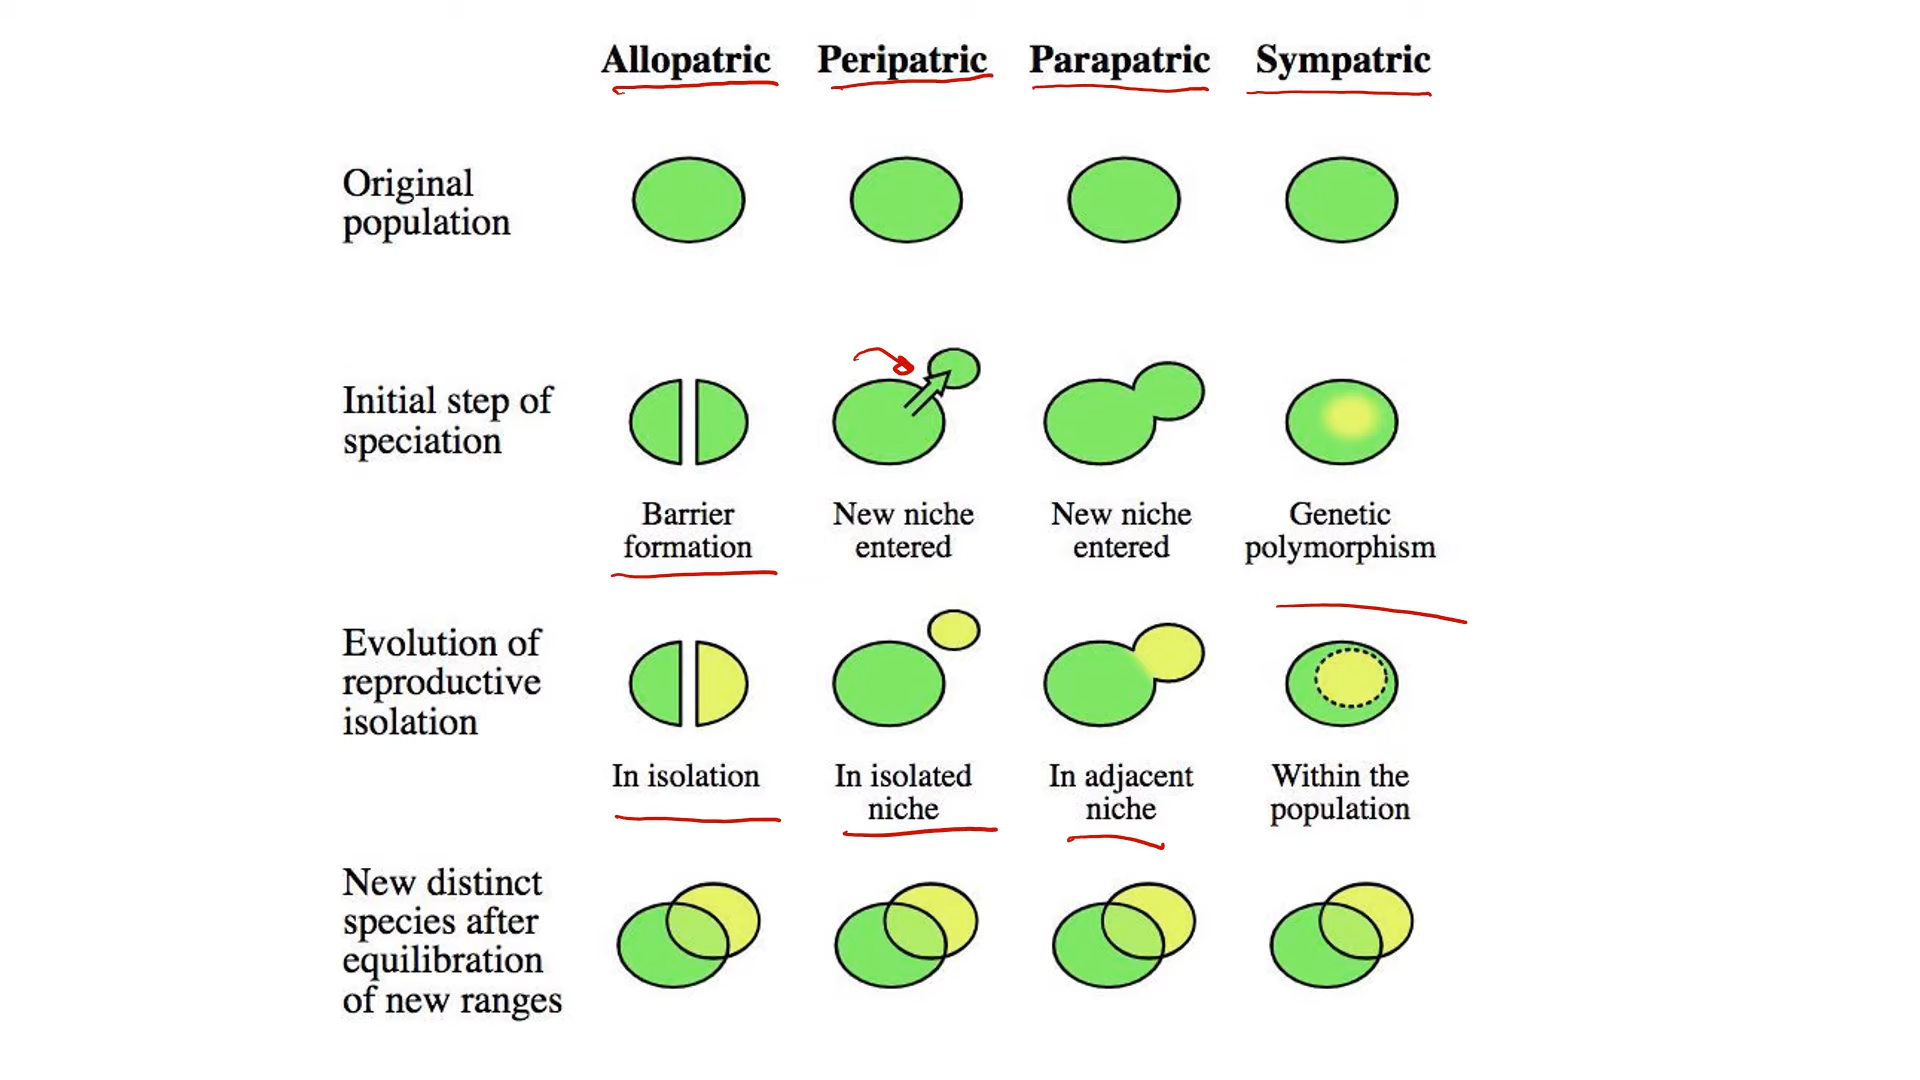 Allopatric Peripatric Parapatric Sympatric
Original
population
Initial step of
speciation
Barrier
formation
New niche
entered
New niche
entered
Genetic
polymorphism
Evolution of
reproductive
isolation
In isolation
In isolated
niche
In adjacent
niche
Within the
population
New distinct
species after
equilibration
of new ranges